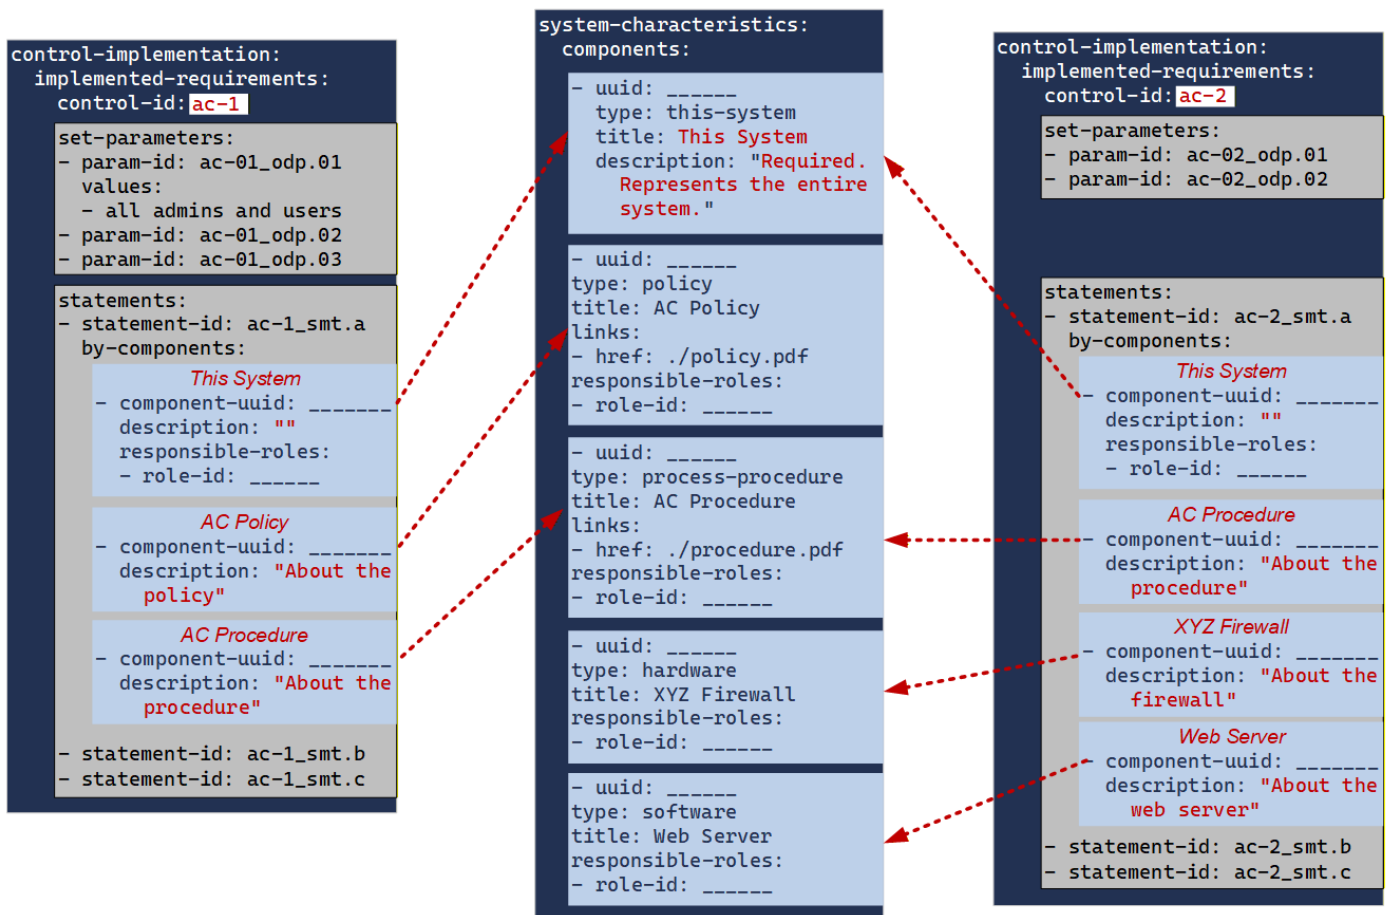 control-implementation:
implemented-requirements:
control-id: ac-1
set-parameters:
- param-id: ac-01_odp.01
values:
- all admins and users
- param-id: ac-01_odp.02
- param-id: ac-01_odp.03
statements:
- statement-id: ac-1_smt.a
by-components:
This System
- component-uuid: _______
description: ""
responsible-roles:
- role-id: ______
AC Policy
- component-uuid: _______
description: "About the
policy"
AC Procedure
- component-uuid: _______
description: "About the
procedure"
- statement-id: ac-1_smt.b
- statement-id: ac-1_smt.c
system-characteristics:
components:
- uuid: ______
type: this-system
title: This System
description: "Required.
Represents the entire
system."
- uuid: ______
type: policy
title: AC Policy
links:
- href: ./policy.pdf
responsible-roles:
- role-id: ______
- uuid: ______
type: process-procedure
title: AC Procedure
links:
- href: ./procedure.pdf
responsible-roles:
- role-id: ______
- uuid: ______
type: hardware
title: XYZ Firewall
responsible-roles:
- role-id: ______
- uuid: ______
type: software
title: Web Server
responsible-roles:
- role-id: ______
control-implementation:
implemented-requirements:
control-id: ac-2
set-parameters:
- param-id: ac-02_odp.01
- param-id: ac-02_odp.02
statements:
- statement-id: ac-2_smt.a
by-components:
This System
- component-uuid: _______
description: ""
responsible-roles:
- role-id: ______
AC Procedure
- component-uuid: _______
description: "About the
procedure"
XYZ Firewall
- component-uuid: _______
description: "About the
firewall"
Web Server
- component-uuid: _______
description: "About the
web server"
- statement-id: ac-2_smt.b
- statement-id: ac-2_smt.c